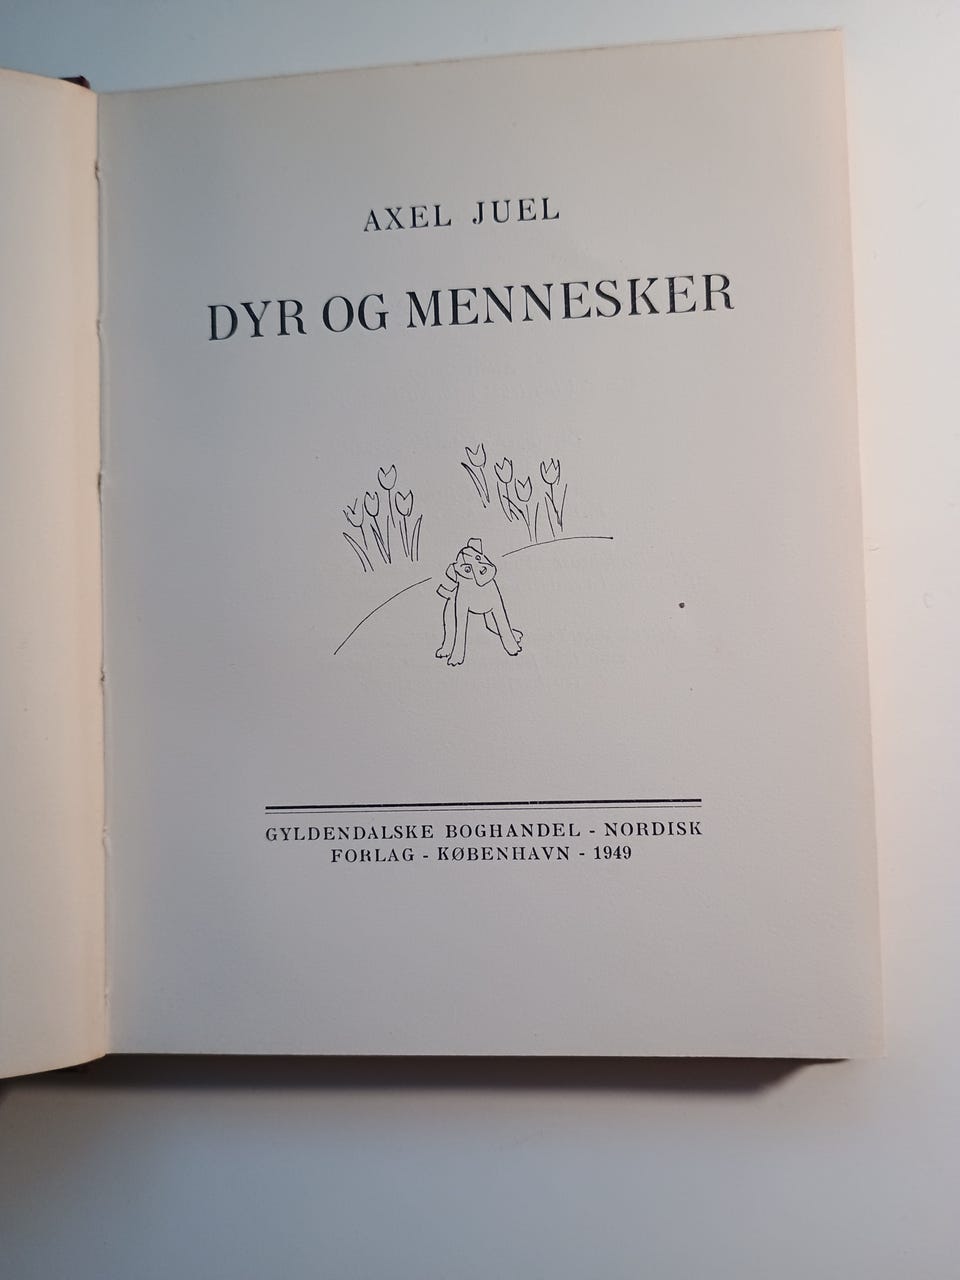 AXEL JUEL
DYR OG MENNESKER
GYLDENDALSKE BOGHANDEL - NORDISK
FORLAG - KØBENHAVN - 1949